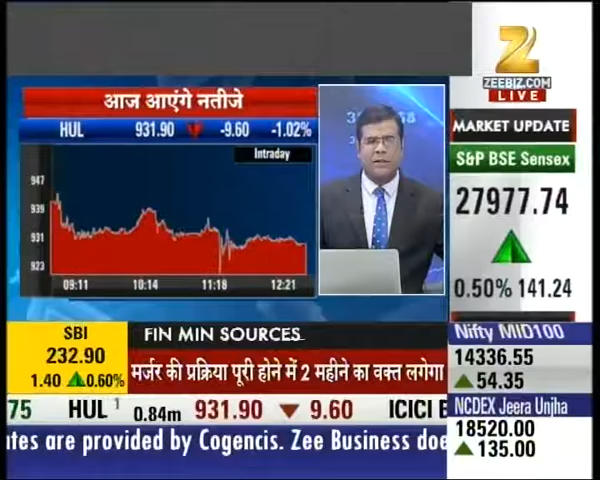 ZEEBIZ.COM
LIVE
आज आएंगे नतीजे
HUL 931.90 -9.60 -1.02%
Intraday
947
939
931
923
09:11 10:14 11:18 12:21
MARKET UPDATE
S&P BSE Sensex
27977.74
0.50% 141.24
SBI
232.90
1.40 0.60%
FIN MIN SOURCES
मर्जर की प्रक्रिया पूरी होने में 2 महीने का वक्त लगेगा
Nifty MID100
14336.55
54.35
NCDEX Jeera Unjha
18520.00
135.00
75 HUL 1 0.84m 931.90 9.60 ICICI B
tes are provided by Cogencis. Zee Business doe